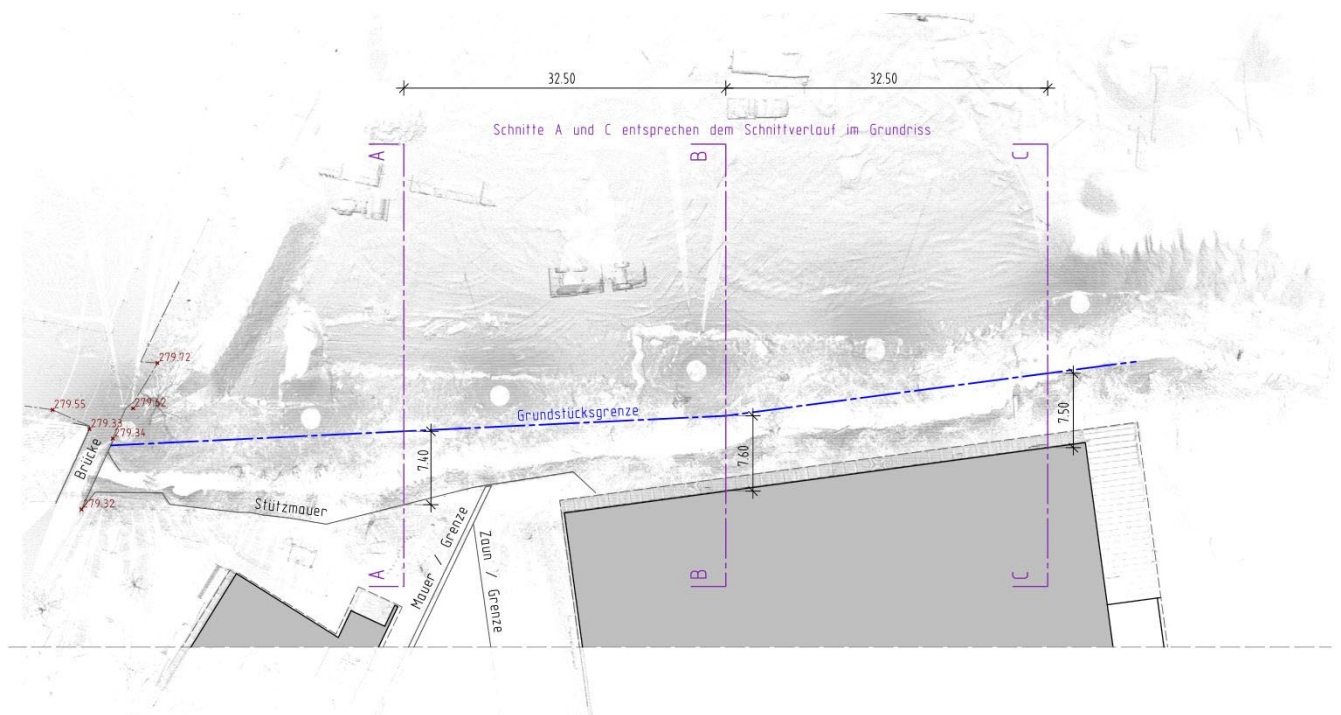 32.50
32.50
Schnitte A und C entsprechen dem Schnittverlauf im Grundriss
A
B
C
279.72
279.55
279.62
279.33
279.34
Grundstücksgrenze
Brücke
7.40
7.60
7.50
279.32
Stützmauer
Mauer / Grenze
Zaun / Grenze
A
B
C